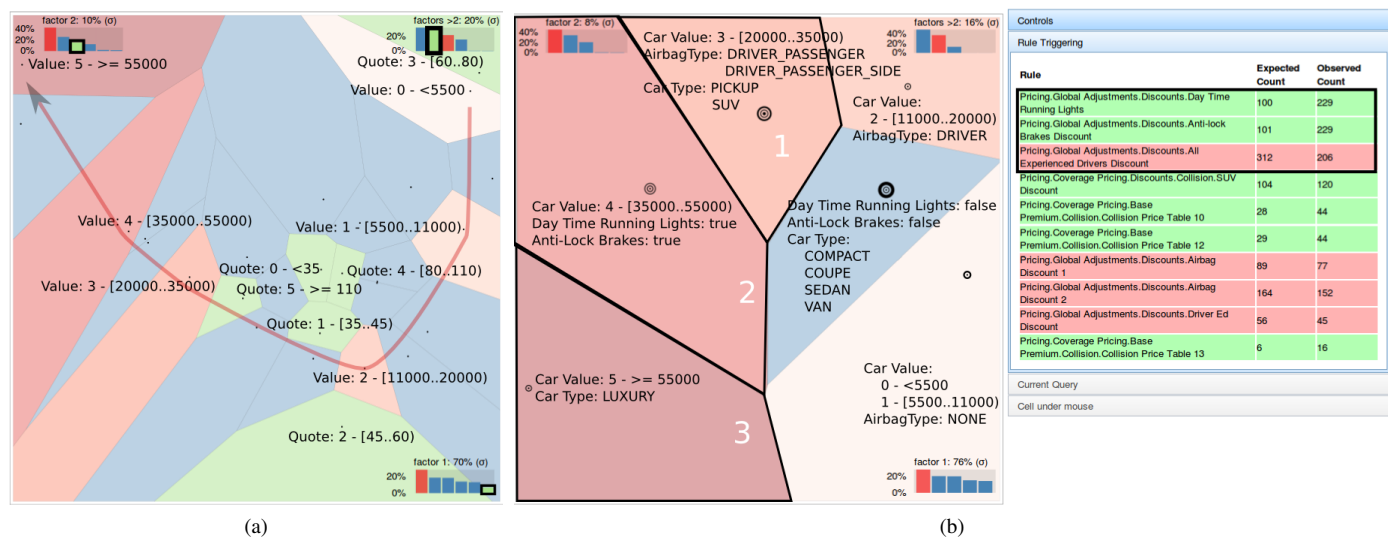 factor 2: 10% (σ)
40%
20%
0%
Value: 5 - >= 55000
factors >2: 20% (σ)
20%
0%
Quote: 3 - [60..80)
Value: 0 - <5500
Value: 4 - [35000..55000)
Value: 1 - [5500..11000)
Quote: 0 - <35
Quote: 4 - [80..110)
Value: 3 - [20000..35000)
Quote: 5 - >= 110
Quote: 1 - [35..45)
Value: 2 - [11000..20000)
Quote: 2 - [45..60)
factor 1: 70% (σ)
20%
0%
(a)
factor 2: 8% (σ)
40%
20%
0%
Car Value: 3 - [20000..35000)
AirbagType: DRIVER_PASSENGER
DRIVER_PASSENGER_SIDE
Car Type: PICKUP
SUV
factors >2: 16% (σ)
40%
20%
0%
Car Value:
2 - [11000..20000)
AirbagType: DRIVER
1
Car Value: 4 - [35000..55000)
Day Time Running Lights: true
Anti-Lock Brakes: true
Day Time Running Lights: false
Anti-Lock Brakes: false
Car Type:
COMPACT
COUPE
SEDAN
VAN
2
Car Value: 5 - >= 55000
Car Type: LUXURY
Car Value:
0 - <5500
1 - [5500..11000)
AirbagType: NONE
3
factor 1: 76% (σ)
20%
0%
(b)
Controls
Rule Triggering
Rule Expected Count Observed Count
Pricing.Global Adjustments.Discounts.Day Time
Running Lights 100 229
Pricing.Global Adjustments.Discounts.Anti-lock
Brakes Discount 101 229
Pricing.Global Adjustments.Discounts.All
Experienced Drivers Discount 312 206
Pricing.Coverage Pricing.Discounts.Collision.SUV
Discount 104 120
Pricing.Coverage Pricing.Base
Premium.Collision.Collision Price Table 10 28 44
Pricing.Coverage Pricing.Base
Premium.Collision.Collision Price Table 12 29 44
Pricing.Global Adjustments.Discounts.Airbag
Discount 1 89 77
Pricing.Global Adjustments.Discounts.Airbag
Discount 2 164 152
Pricing.Global Adjustments.Discounts.Driver Ed
Discount 56 45
Pricing.Coverage Pricing.Base
Premium.Collision.Collision Price Table 13 6 16
Current Query
Cell under mouse